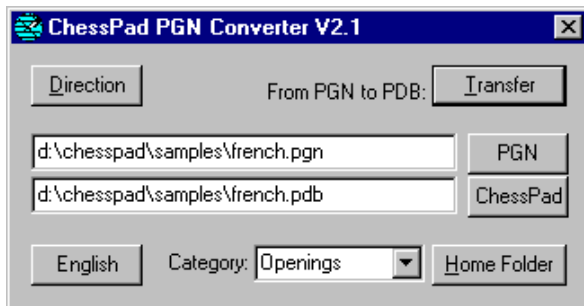 ChessPad PGN Converter V2.1
Direction From PGN to PDB: Transfer
d:\chesspad\samples\french.pgn PGN
d:\chesspad\samples\french.pdb ChessPad
English Category: Openings Home Folder